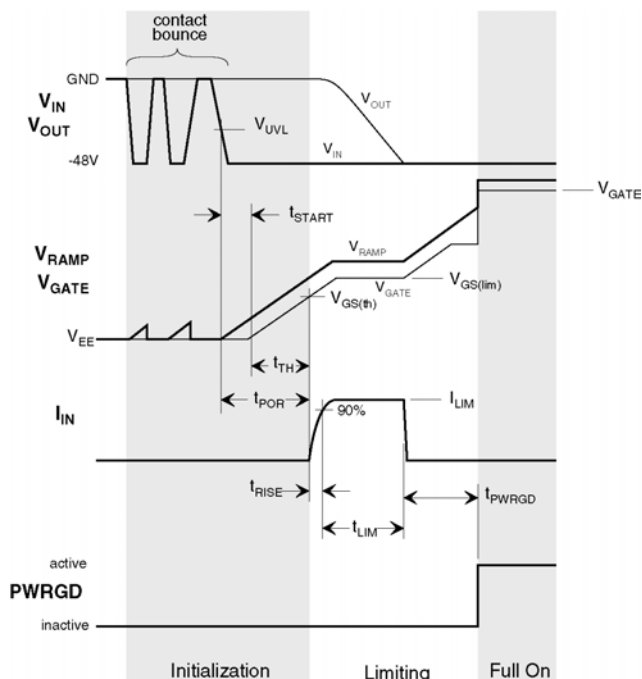 contact
bounce
GND
VIN
VOUT
VOUT
VUVL
VIN
-48V
VGATE
tSTART
VRAMP
VRAMP
VGATE
VGS(lim)
VGATE
VGS(th)
VEE
tTH
tPOR
ILIM
IIN
90%
tRISE
tPWRGD
tLIM
active
PWRGD
inactive
Initialization
Limiting
Full On